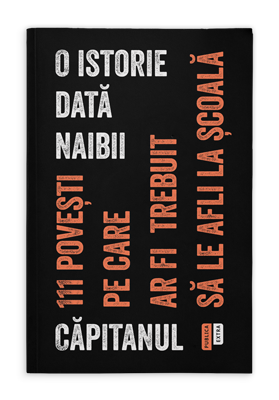 O ISTORIE
DATĂ
NAIBII
111 POVEȘTI
PE CARE
AR FI TREBUIT
SĂ LE AFLI LA ȘCOALĂ
CĂPITANUL
PUBLICA
EXTRA